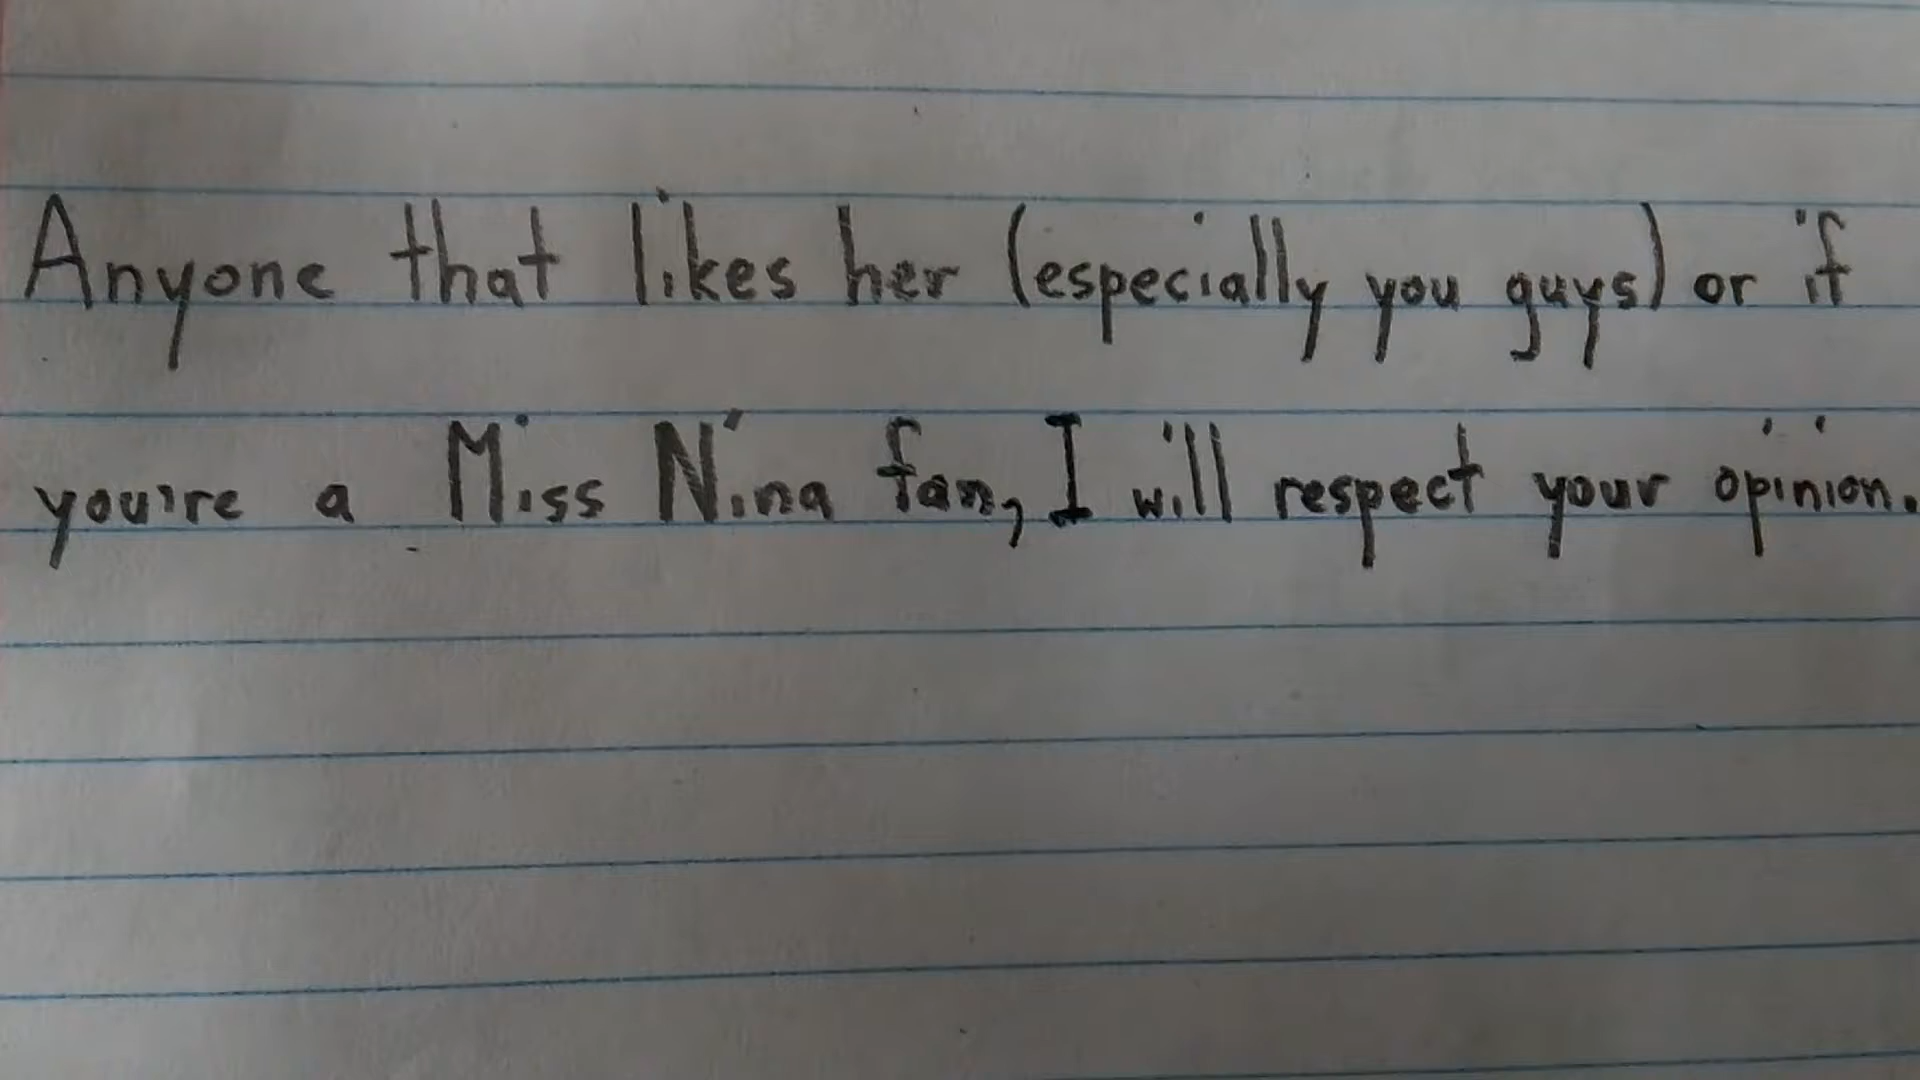 Anyone that likes her (especially you guys) or if
you're a Miss Nina fan, I will respect your opinion.